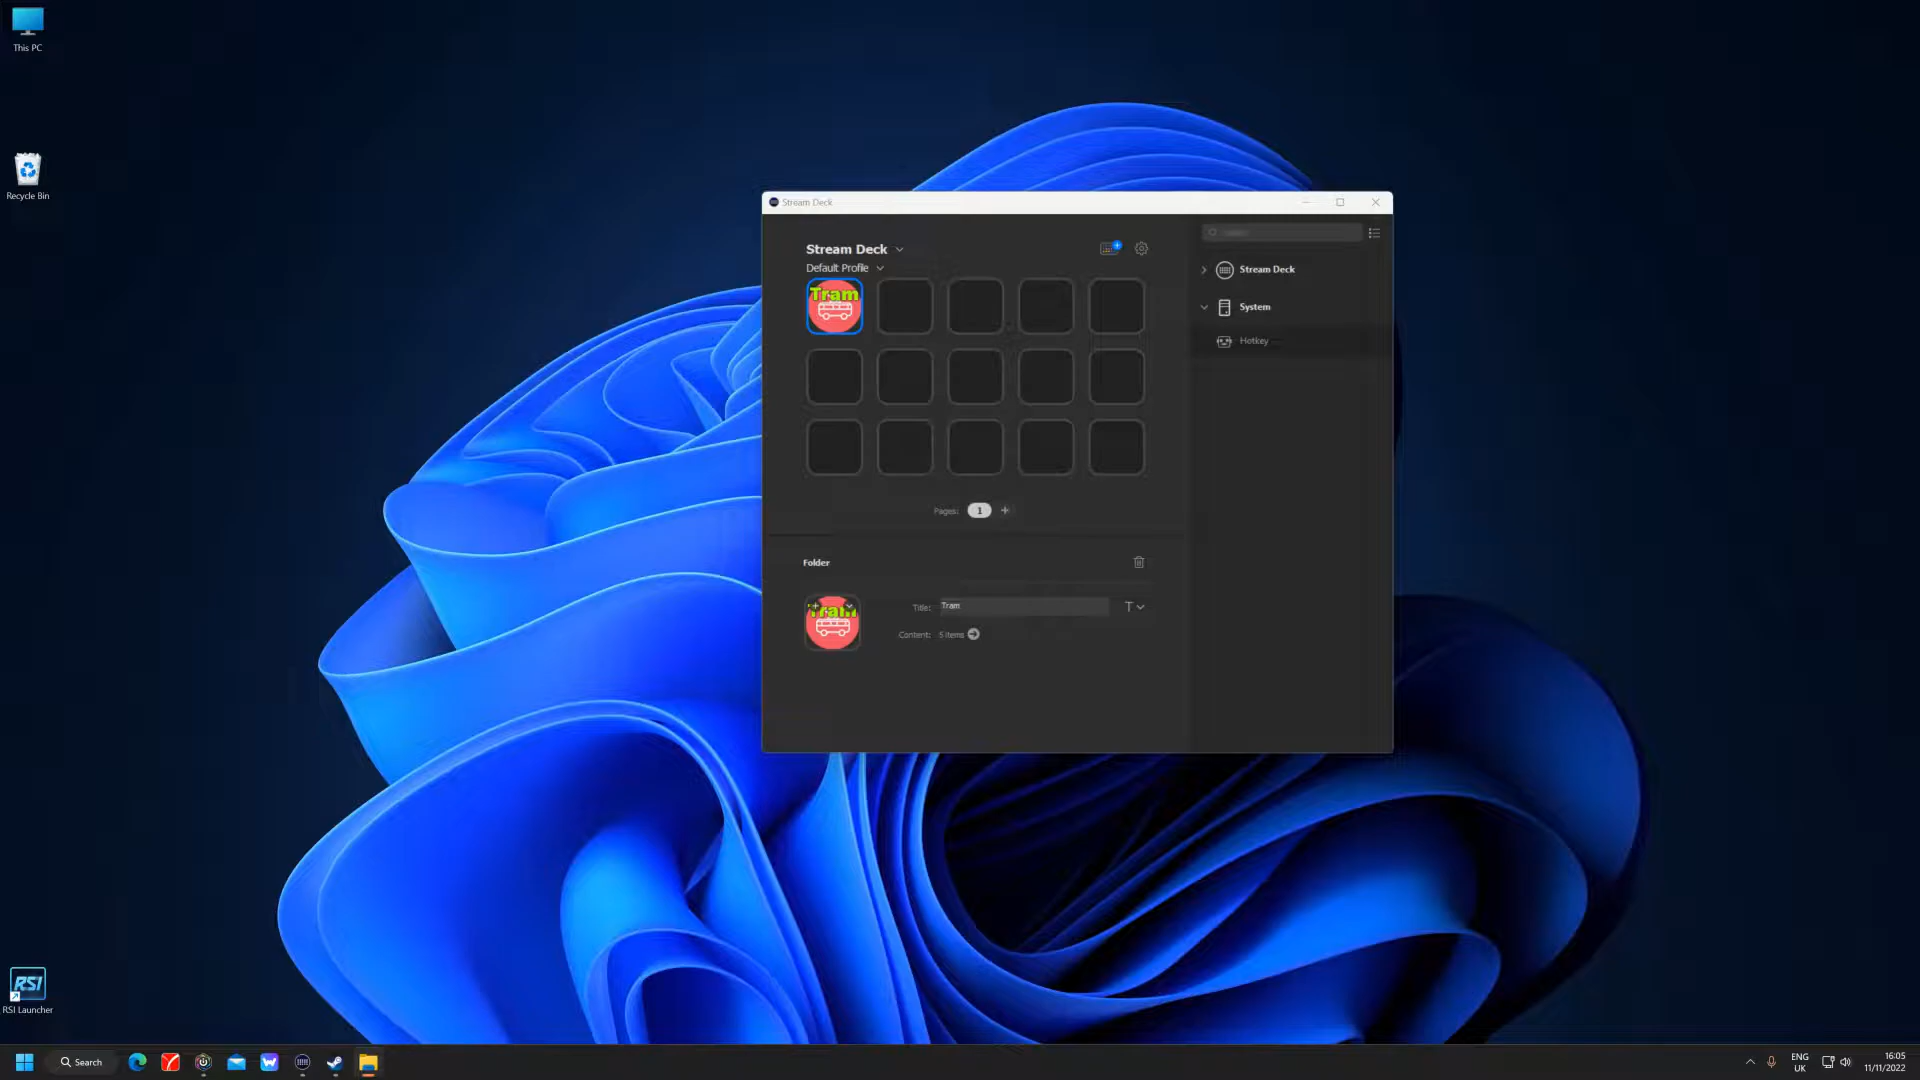 This PC
Recycle Bin
Stream Deck
Stream Deck
Default Profile
Tram
Stream Deck
System
Hotkey
Pages:
1
Folder
Tram
Title:
Tram
T
Content:
5 items
RSI
RSI Launcher
Search
ENG
UK
16:05
11/11/2022